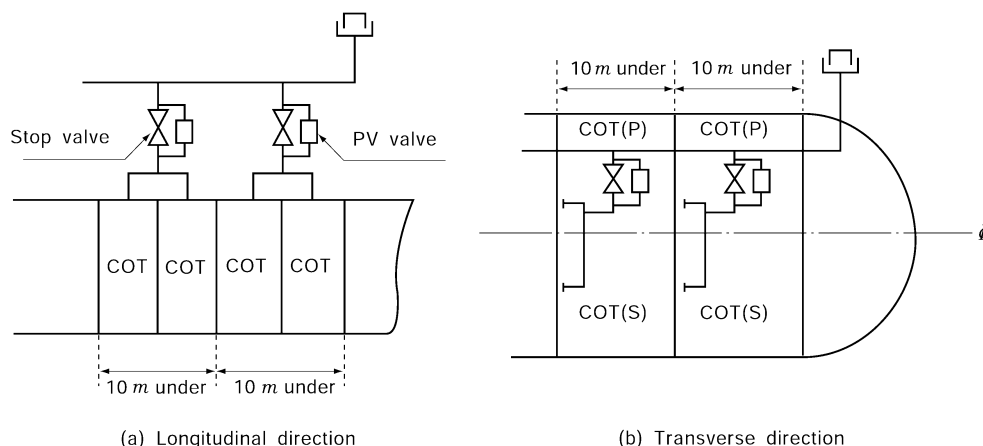 Stop valve
PV valve
COT COT COT COT
10 m under 10 m under
(a) Longitudinal direction
10 m under 10 m under
COT(P) COT(P)
COT(S) COT(S)
(b) Transverse direction